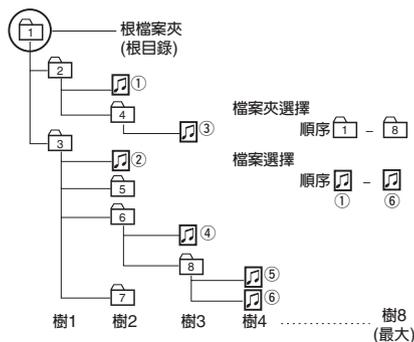 1
根檔案夾
(根目錄)
2
①
4
③
檔案夾選擇
順序 1 – 8
3
②
檔案選擇
5
順序 –
① ⑥
6
④
8
⑤
⑥
7
樹1 樹2 樹3 樹4 ………… 樹8
(最大)